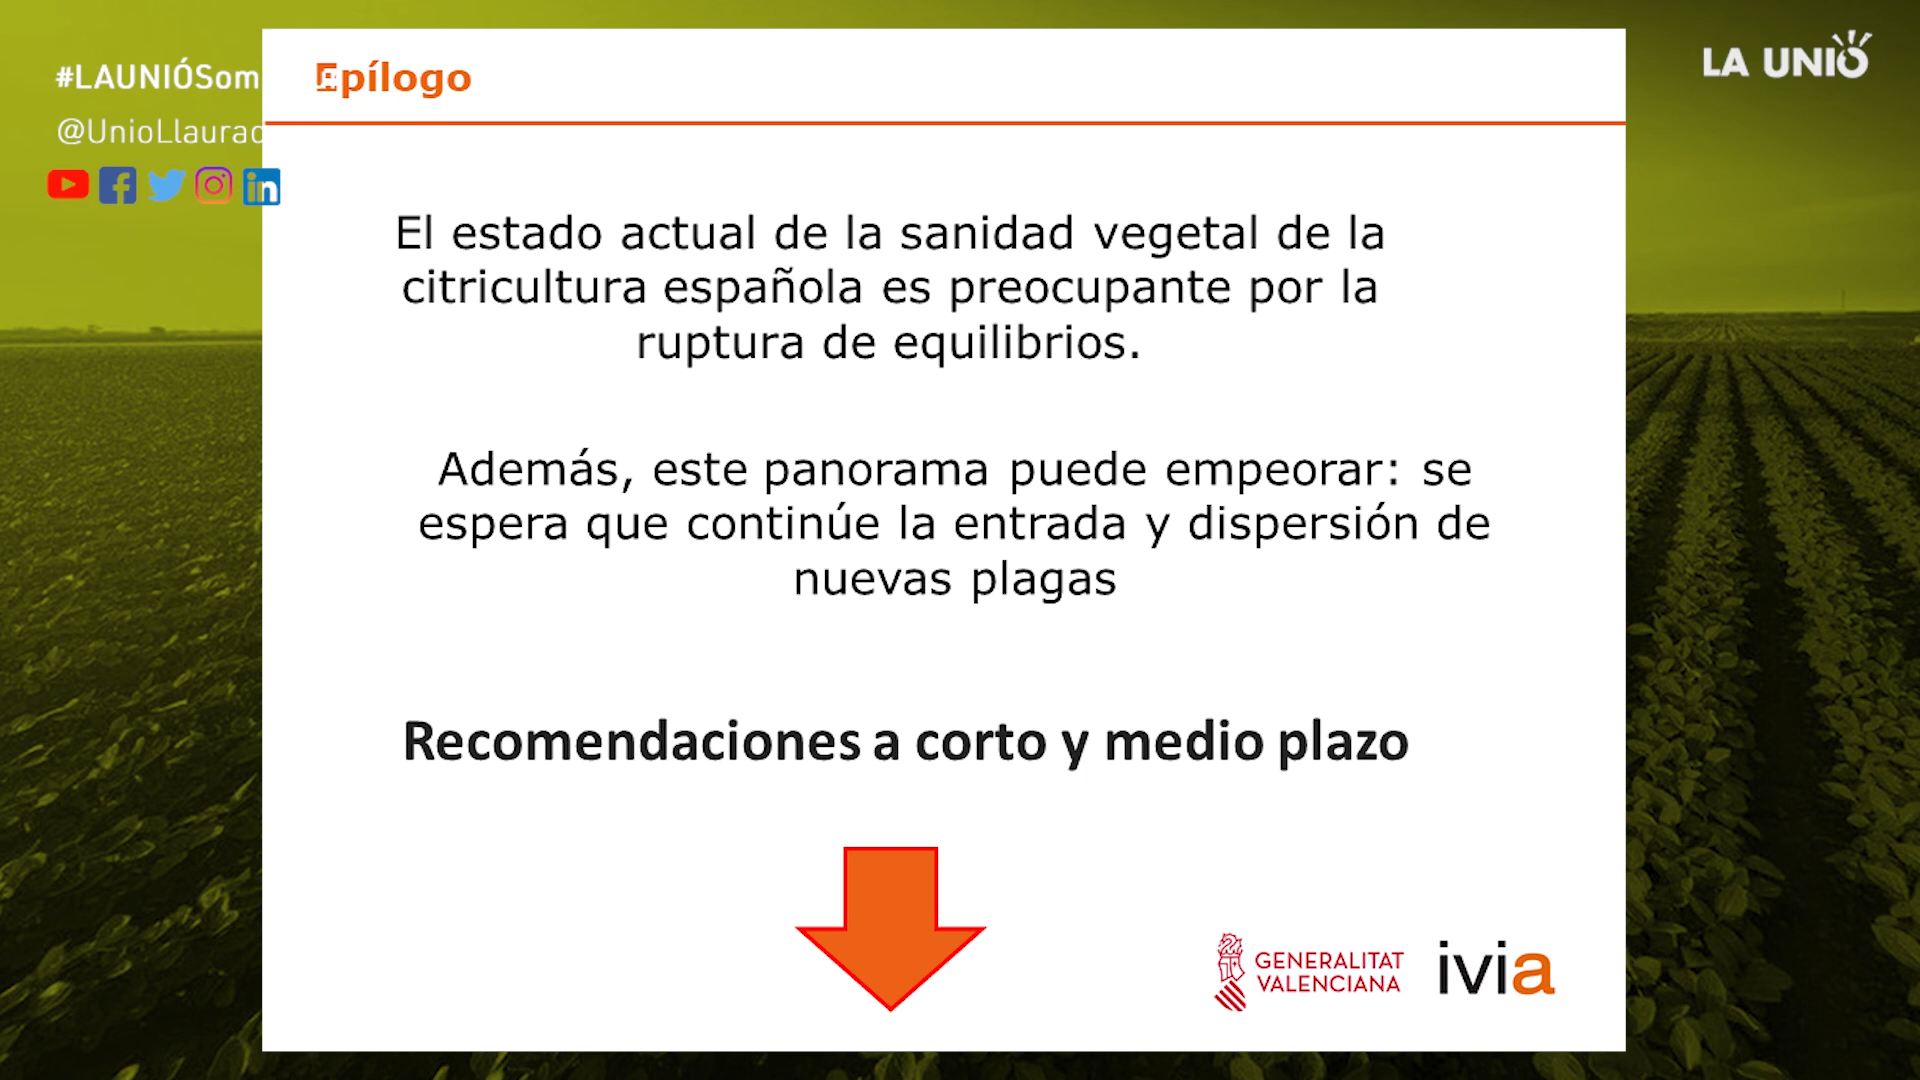 #LAUNIÓSom
@UnioLlaurad
LA UNIÓ
Epílogo
El estado actual de la sanidad vegetal de la
citricultura española es preocupante por la
ruptura de equilibrios.
Además, este panorama puede empeorar: se
espera que continúe la entrada y dispersión de
nuevas plagas
Recomendaciones a corto y medio plazo
GENERALITAT
VALENCIANA
ivia